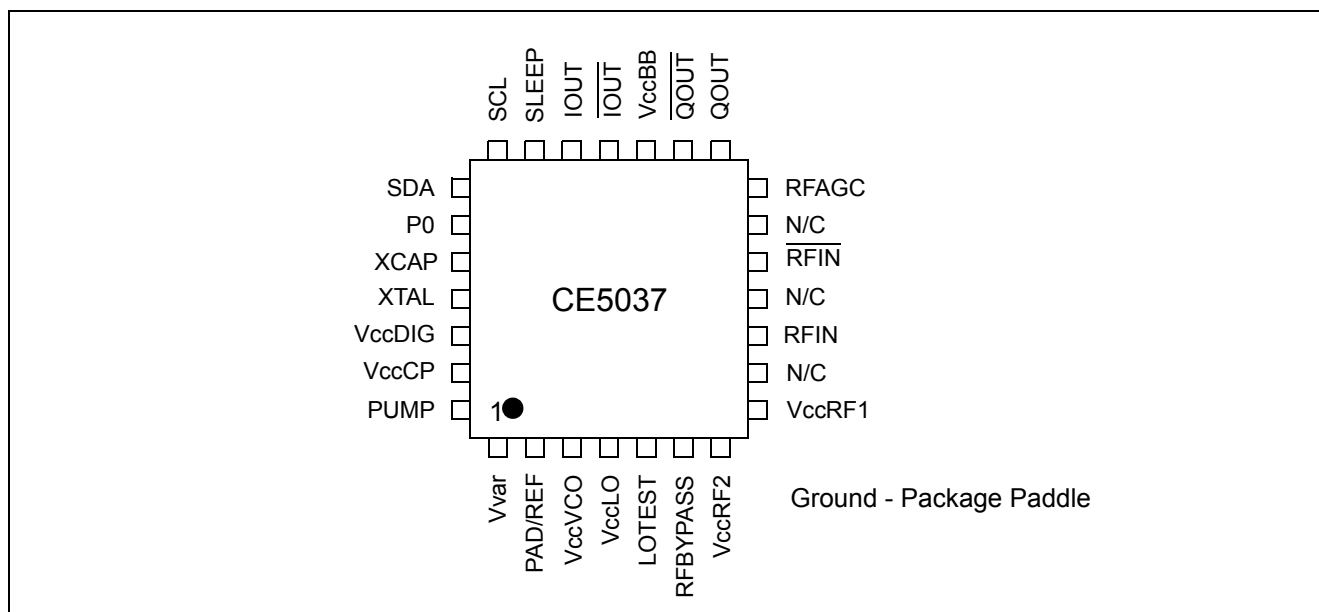 SCL
SLEEP
IOUT
IOUT
VccBB
QOUT
QOUT
SDA
P0
XCAP
XTAL
VccDIG
VccCP
PUMP
CE5037
1
RFAGC
N/C
RFIN
N/C
RFIN
N/C
VccRF1
Vvar
PAD/REF
VccVCO
VccLO
LOTEST
RFBYPASS
VccRF2
Ground - Package Paddle